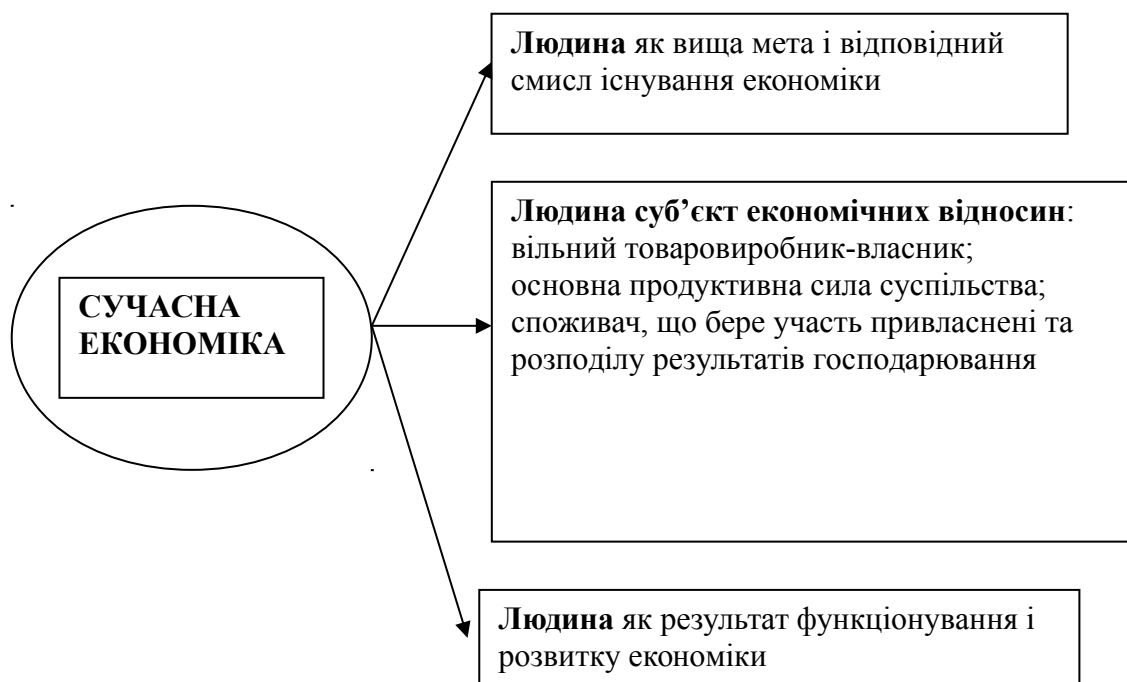 Людина як вища мета і відповідний
смисл існування економіки
Людина суб’єкт економічних відносин:
вільний товаровиробник-власник;
основна продуктивна сила суспільства;
споживач, що бере участь привласнені та
розподілу результатів господарювання
СУЧАСНА
ЕКОНОМІКА
Людина як результат функціонування і
розвитку економіки